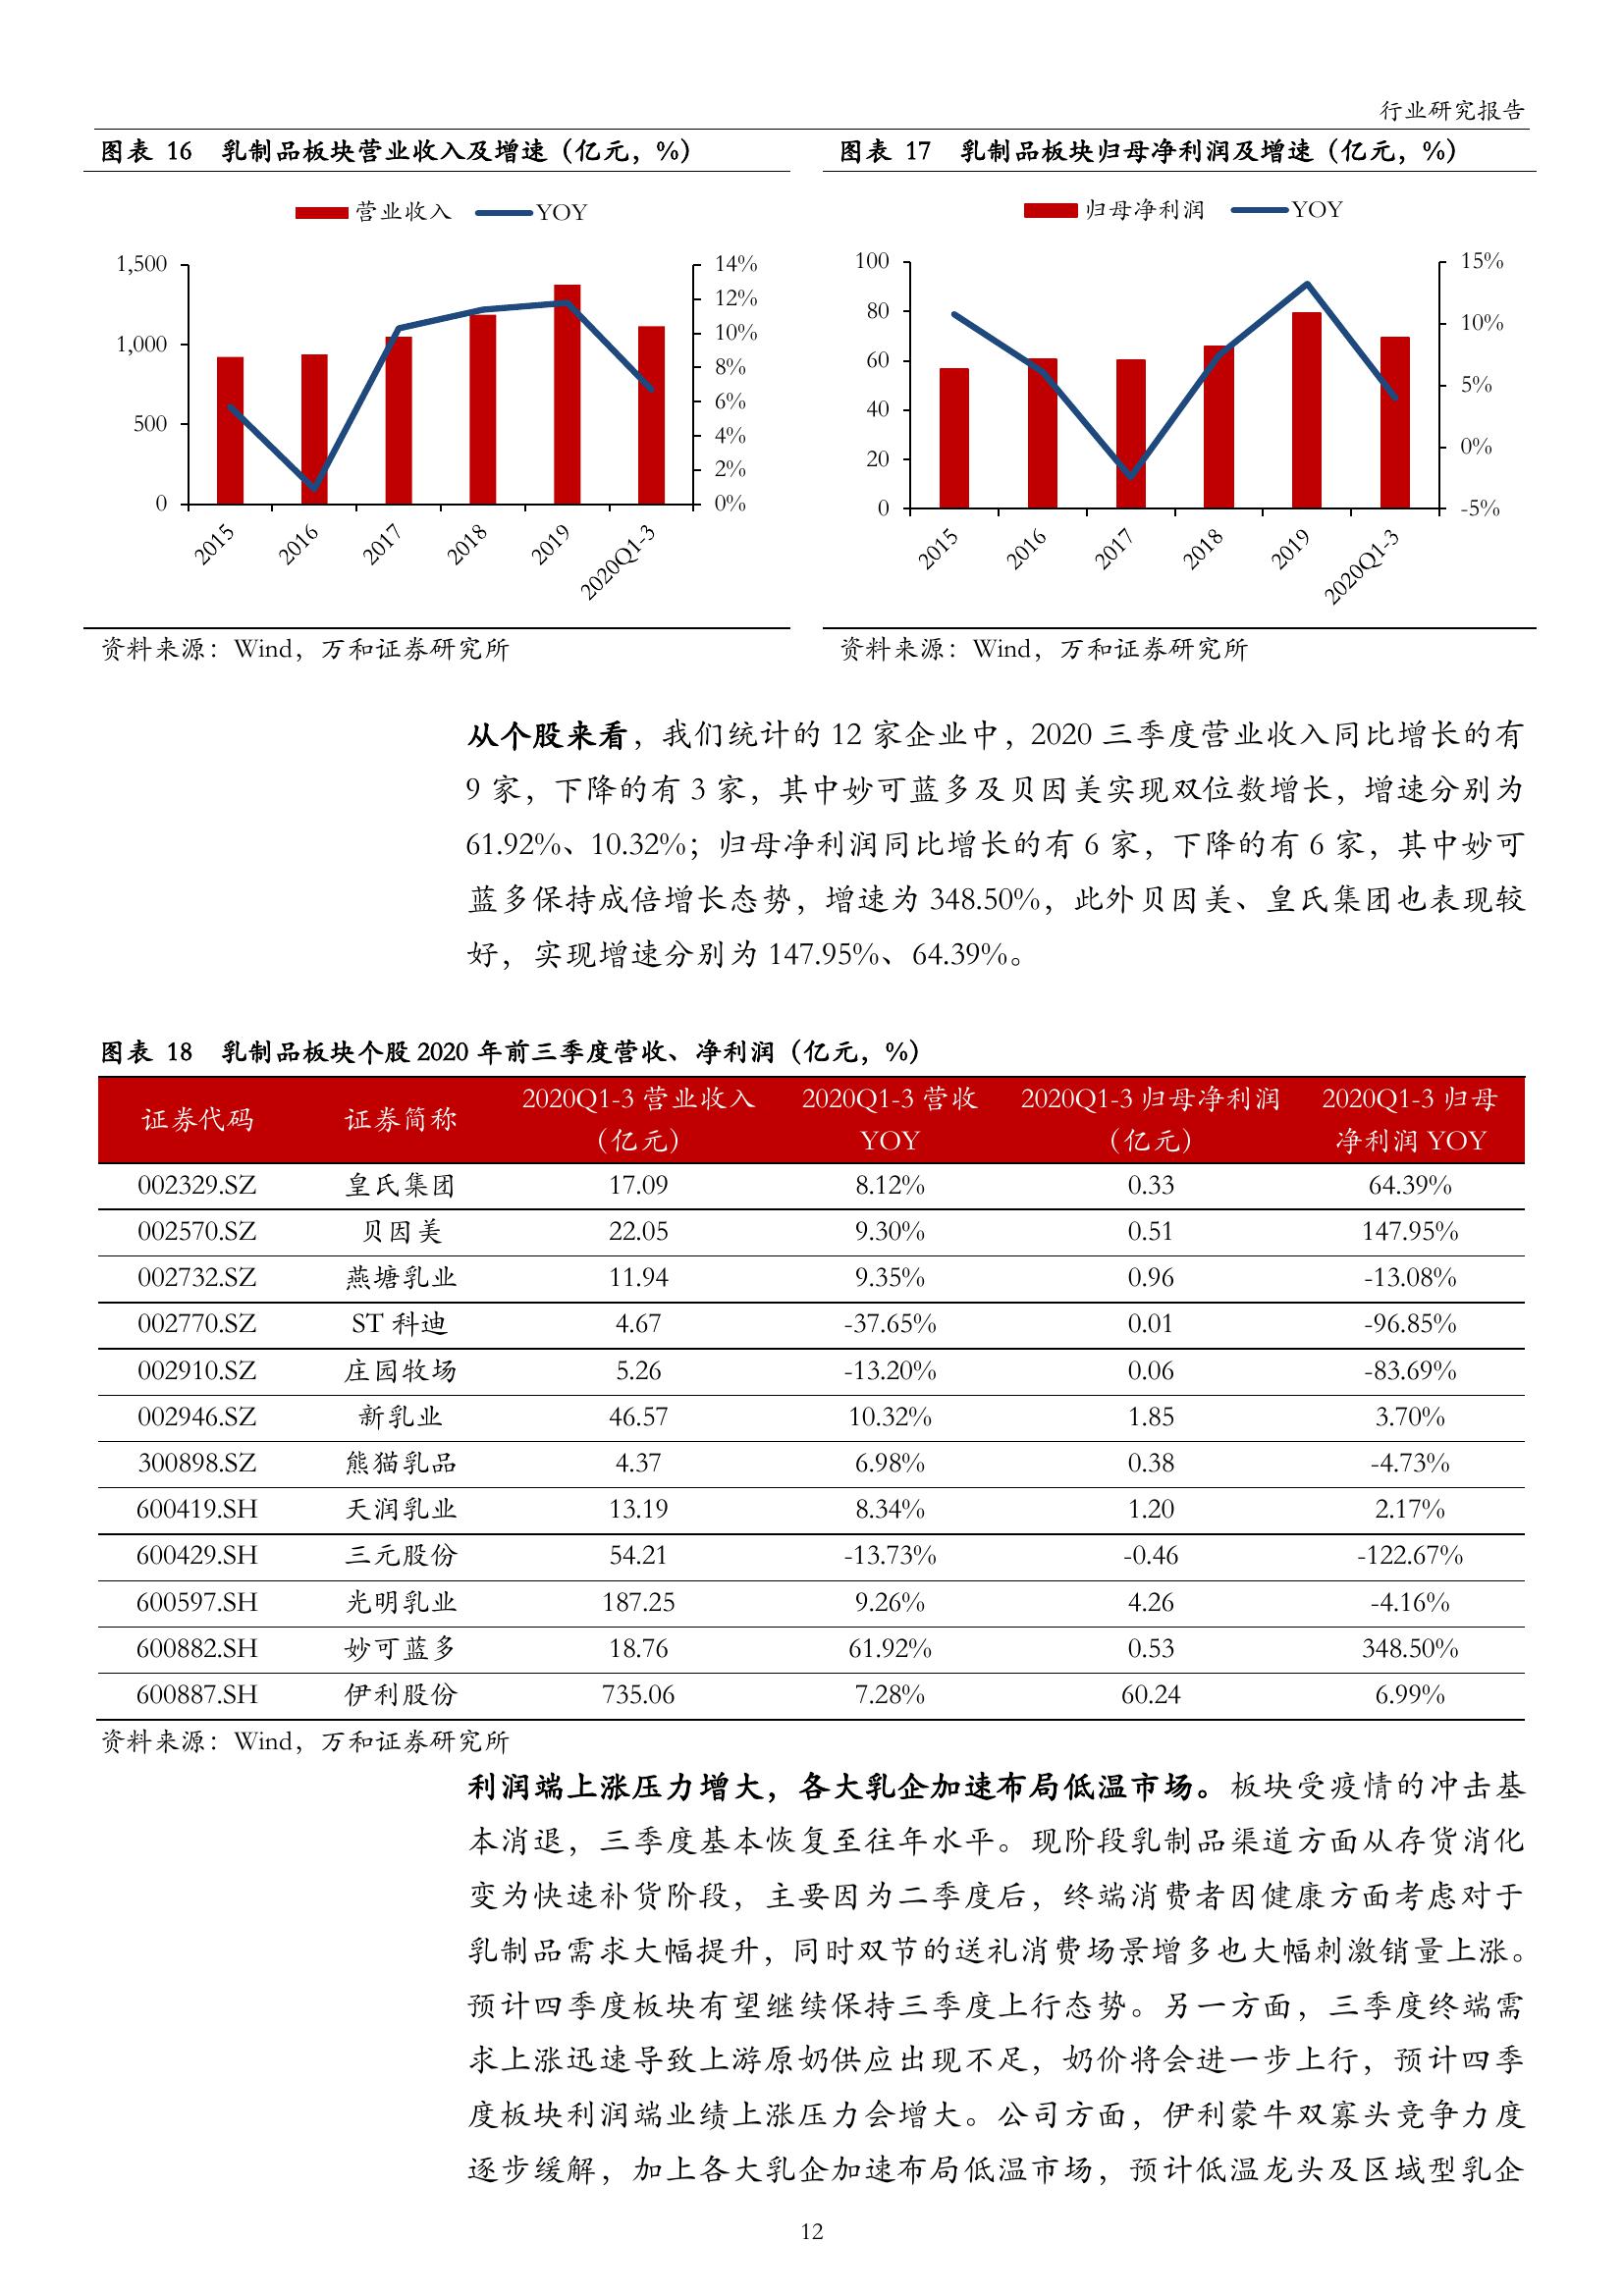 行业研究报告
图表 16 乳制品板块营业收入及增速（亿元，%）
营业收入 YOY
1,500
1,000
500
0
14%
12%
10%
8%
6%
4%
2%
0%
2015 2016 2017 2018 2019 2020Q1-3
资料来源：Wind，万和证券研究所
图表 17 乳制品板块归母净利润及增速（亿元，%）
归母净利润 YOY
100
80
60
40
20
0
15%
10%
5%
0%
-5%
2015 2016 2017 2018 2019 2020Q1-3
资料来源：Wind，万和证券研究所
从个股来看，我们统计的 12 家企业中，2020 三季度营业收入同比增长的有
9 家，下降的有 3 家，其中妙可蓝多及贝因美实现双位数增长，增速分别为
61.92%、10.32%；归母净利润同比增长的有 6 家，下降的有 6 家，其中妙可
蓝多保持成倍增长态势，增速为 348.50%，此外贝因美、皇氏集团也表现较
好，实现增速分别为 147.95%、64.39%。
图表 18 乳制品板块个股 2020 年前三季度营收、净利润（亿元，%）
证券代码 证券简称 2020Q1-3 营业收入（亿元） 2020Q1-3 营收 YOY 2020Q1-3 归母净利润（亿元） 2020Q1-3 归母净利润 YOY
002329.SZ 皇氏集团 17.09 8.12% 0.33 64.39%
002570.SZ 贝因美 22.05 9.30% 0.51 147.95%
002732.SZ 燕塘乳业 11.94 9.35% 0.96 -13.08%
002770.SZ ST 科迪 4.67 -37.65% 0.01 -96.85%
002910.SZ 庄园牧场 5.26 -13.20% 0.06 -83.69%
002946.SZ 新乳业 46.57 10.32% 1.85 3.70%
300898.SZ 熊猫乳品 4.37 6.98% 0.38 -4.73%
600419.SH 天润乳业 13.19 8.34% 1.20 2.17%
600429.SH 三元股份 54.21 -13.73% -0.46 -122.67%
600597.SH 光明乳业 187.25 9.26% 4.26 -4.16%
600882.SH 妙可蓝多 18.76 61.92% 0.53 348.50%
600887.SH 伊利股份 735.06 7.28% 60.24 6.99%
资料来源：Wind，万和证券研究所
利润端上涨压力增大，各大乳企加速布局低温市场。板块受疫情的冲击基
本消退，三季度基本恢复至往年水平。现阶段乳制品渠道方面从存货消化
变为快速补货阶段，主要因为二季度后，终端消费者因健康方面考虑对于
乳制品需求大幅提升，同时双节的送礼消费场景增多也大幅刺激销量上涨。
预计四季度板块有望继续保持三季度上行态势。另一方面，三季度终端需
求上涨迅速导致上游原奶供应出现不足，奶价将会进一步上行，预计四季
度板块利润端业绩上涨压力会增大。公司方面，伊利蒙牛双寡头竞争力度
逐步缓解，加上各大乳企加速布局低温市场，预计低温龙头及区域型乳企
12